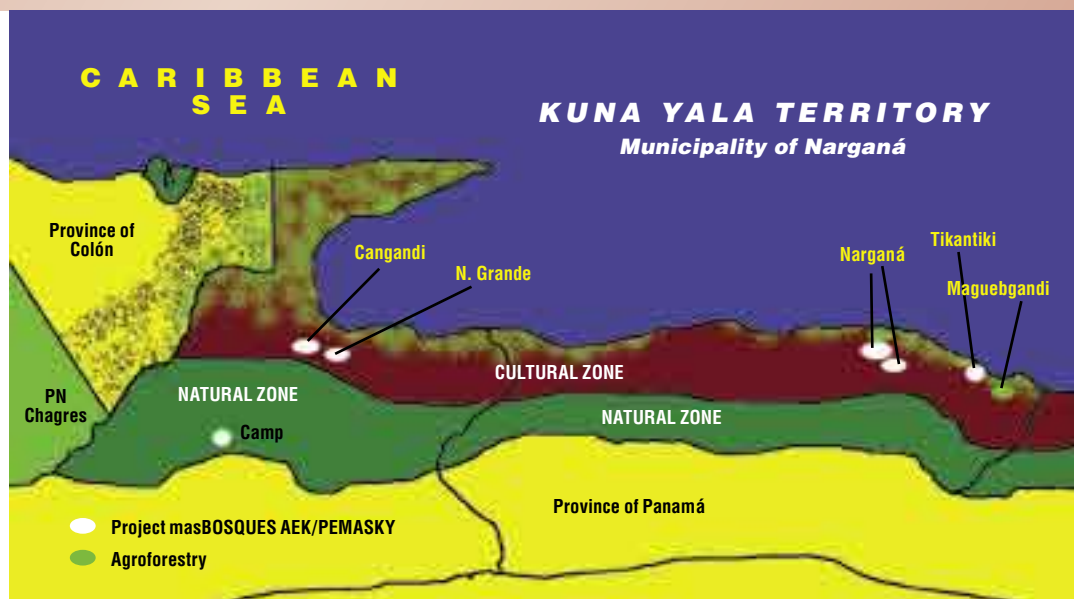 CARIBBEAN
SEA
KUNA YALA TERRITORY
Municipality of Narganá
Province of
Colón
Cangandi
N. Grande
Narganá
Tikantiki
Maguebgandi
PN
Chagres
NATURAL ZONE
CULTURAL ZONE
NATURAL ZONE
Camp
Province of Panamá
Project masBOSQUES AEK/PEMASKY
Agroforestry